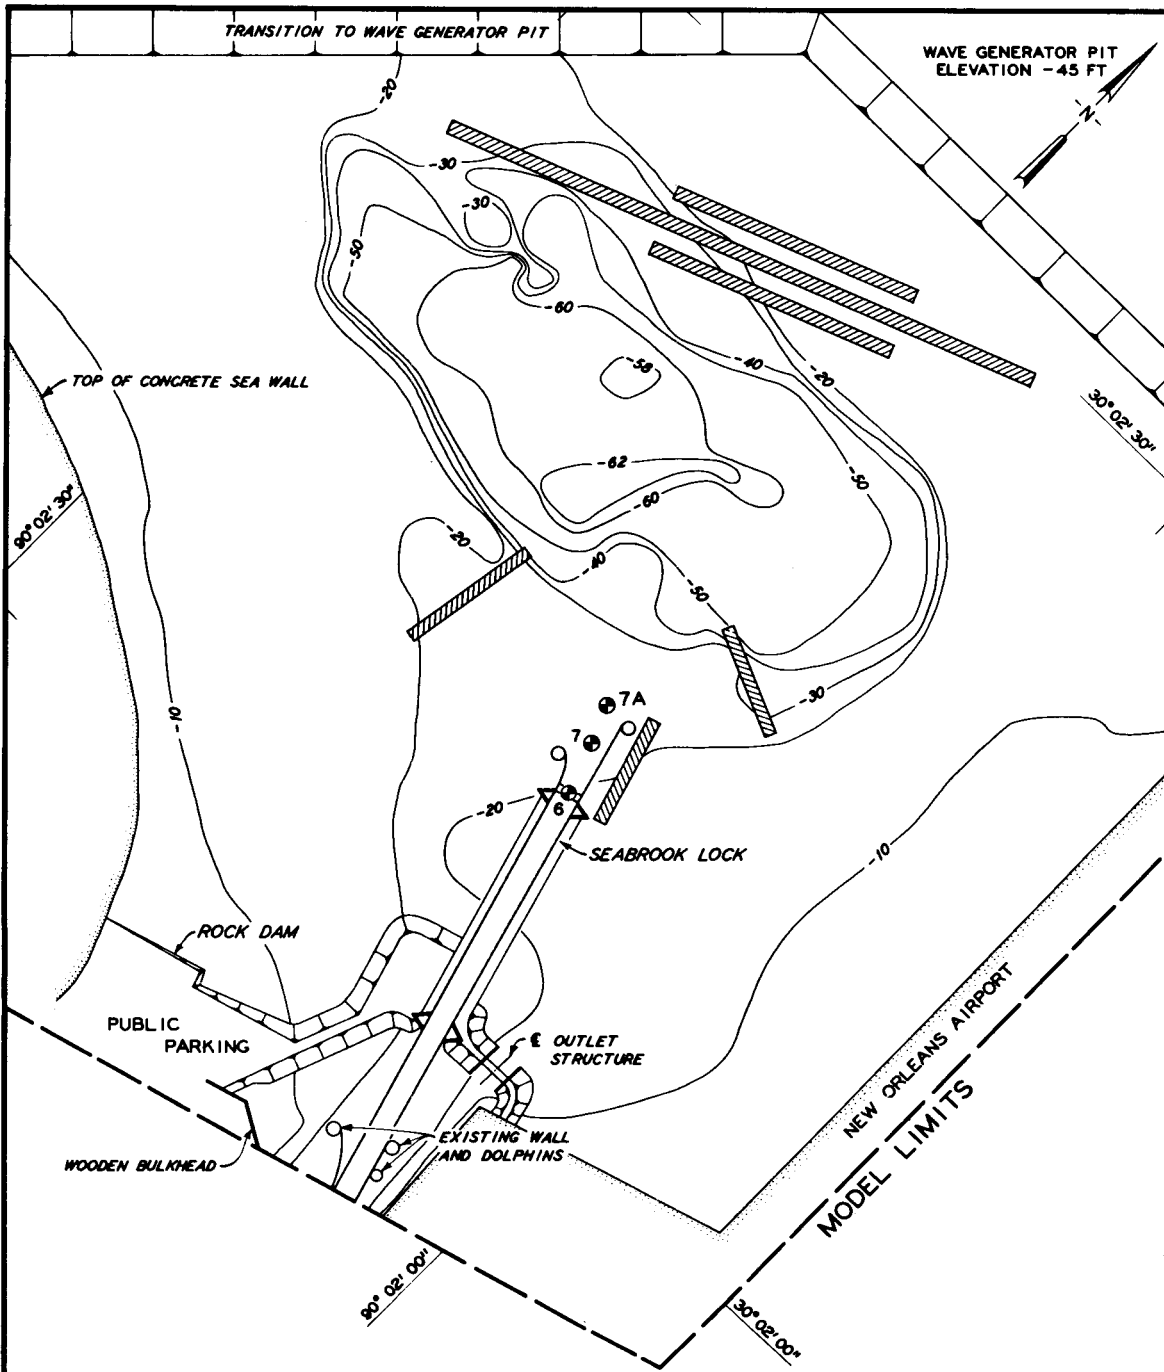 TRANSITION TO WAVE GENERATOR PIT
WAVE GENERATOR PIT
ELEVATION -45 FT
N
-20
-30
-30
-50
-60
-58
-40
-20
TOP OF CONCRETE SEA WALL
30° 02' 30"
-62
-60
-50
90° 02' 30"
-20
-40
-50
-30
-10
7A
7
6
-20
SEABROOK LOCK
-10
ROCK DAM
PUBLIC
PARKING
℄ OUTLET
STRUCTURE
NEW ORLEANS AIRPORT
MODEL LIMITS
EXISTING WALL
AND DOLPHINS
WOODEN BULKHEAD
90° 02' 00"
30° 02' 00"